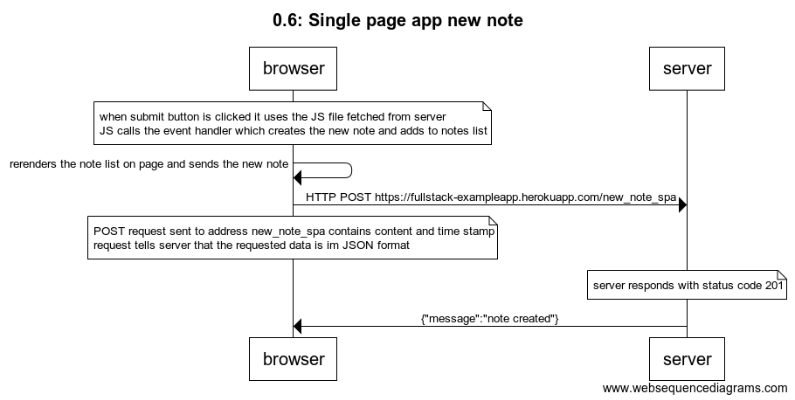 0.6: Single page app new note
browser
server
when submit button is clicked it uses the JS file fetched from server
JS calls the event handler which creates the new note and adds to notes list
rerenders the note list on page and sends the new note
HTTP POST https://fullstack-exampleapp.herokuapp.com/new_note_spa
POST request sent to address new_note_spa contains content and time stamp
request tells server that the requested data is im JSON format
server responds with status code 201
{"message":"note created"}
browser
server
www.websequencediagrams.com